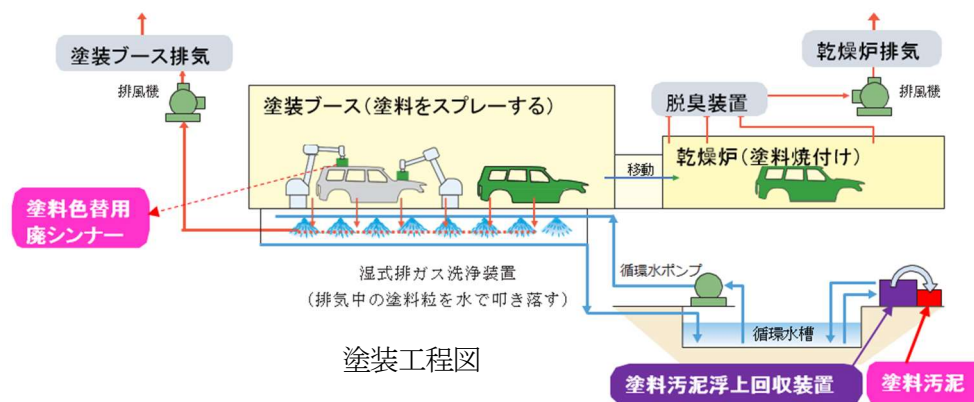 塗装ブース排気
排風機
塗装ブース(塗料をスプレーする)
乾燥炉排気
排風機
脱臭装置
移動
乾燥炉(塗料焼付け)
塗料色替用
廃シンナー
湿式排ガス洗浄装置
(排気中の塗料粒を水で叩き落す)
循環水ポンプ
循環水槽
塗装工程図
塗料汚泥浮上回収装置
塗料汚泥